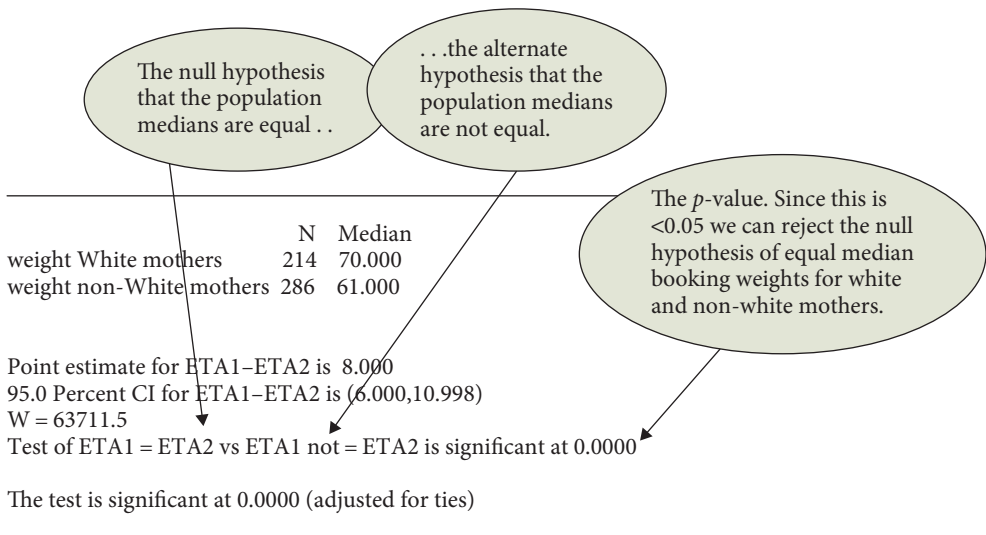 The null hypothesis
that the population
medians are equal . .
. . .the alternate
hypothesis that the
population medians
are not equal.
The p-value. Since this is
<0.05 we can reject the null
hypothesis of equal median
booking weights for white
and non-white mothers.
N Median
weight White mothers 214 70.000
weight non-White mothers 286 61.000
Point estimate for ETA1–ETA2 is 8.000
95.0 Percent CI for ETA1–ETA2 is (6.000,10.998)
W = 63711.5
Test of ETA1 = ETA2 vs ETA1 not = ETA2 is significant at 0.0000
The test is significant at 0.0000 (adjusted for ties)